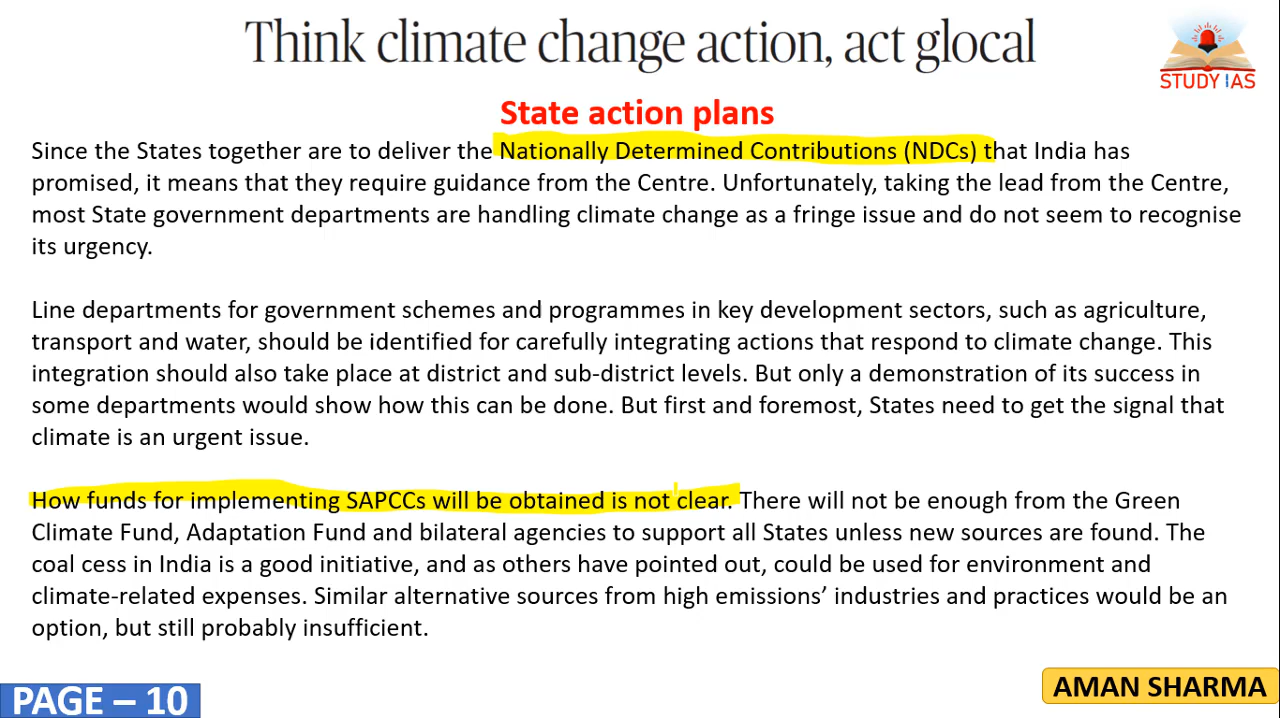 Think climate change action, act glocal
STUDY IAS
State action plans
Since the States together are to deliver the Nationally Determined Contributions (NDCs) that India has
promised, it means that they require guidance from the Centre. Unfortunately, taking the lead from the Centre,
most State government departments are handling climate change as a fringe issue and do not seem to recognise
its urgency.
Line departments for government schemes and programmes in key development sectors, such as agriculture,
transport and water, should be identified for carefully integrating actions that respond to climate change. This
integration should also take place at district and sub-district levels. But only a demonstration of its success in
some departments would show how this can be done. But first and foremost, States need to get the signal that
climate is an urgent issue.
How funds for implementing SAPCCs will be obtained is not clear. There will not be enough from the Green
Climate Fund, Adaptation Fund and bilateral agencies to support all States unless new sources are found. The
coal cess in India is a good initiative, and as others have pointed out, could be used for environment and
climate-related expenses. Similar alternative sources from high emissions’ industries and practices would be an
option, but still probably insufficient.
PAGE – 10
AMAN SHARMA